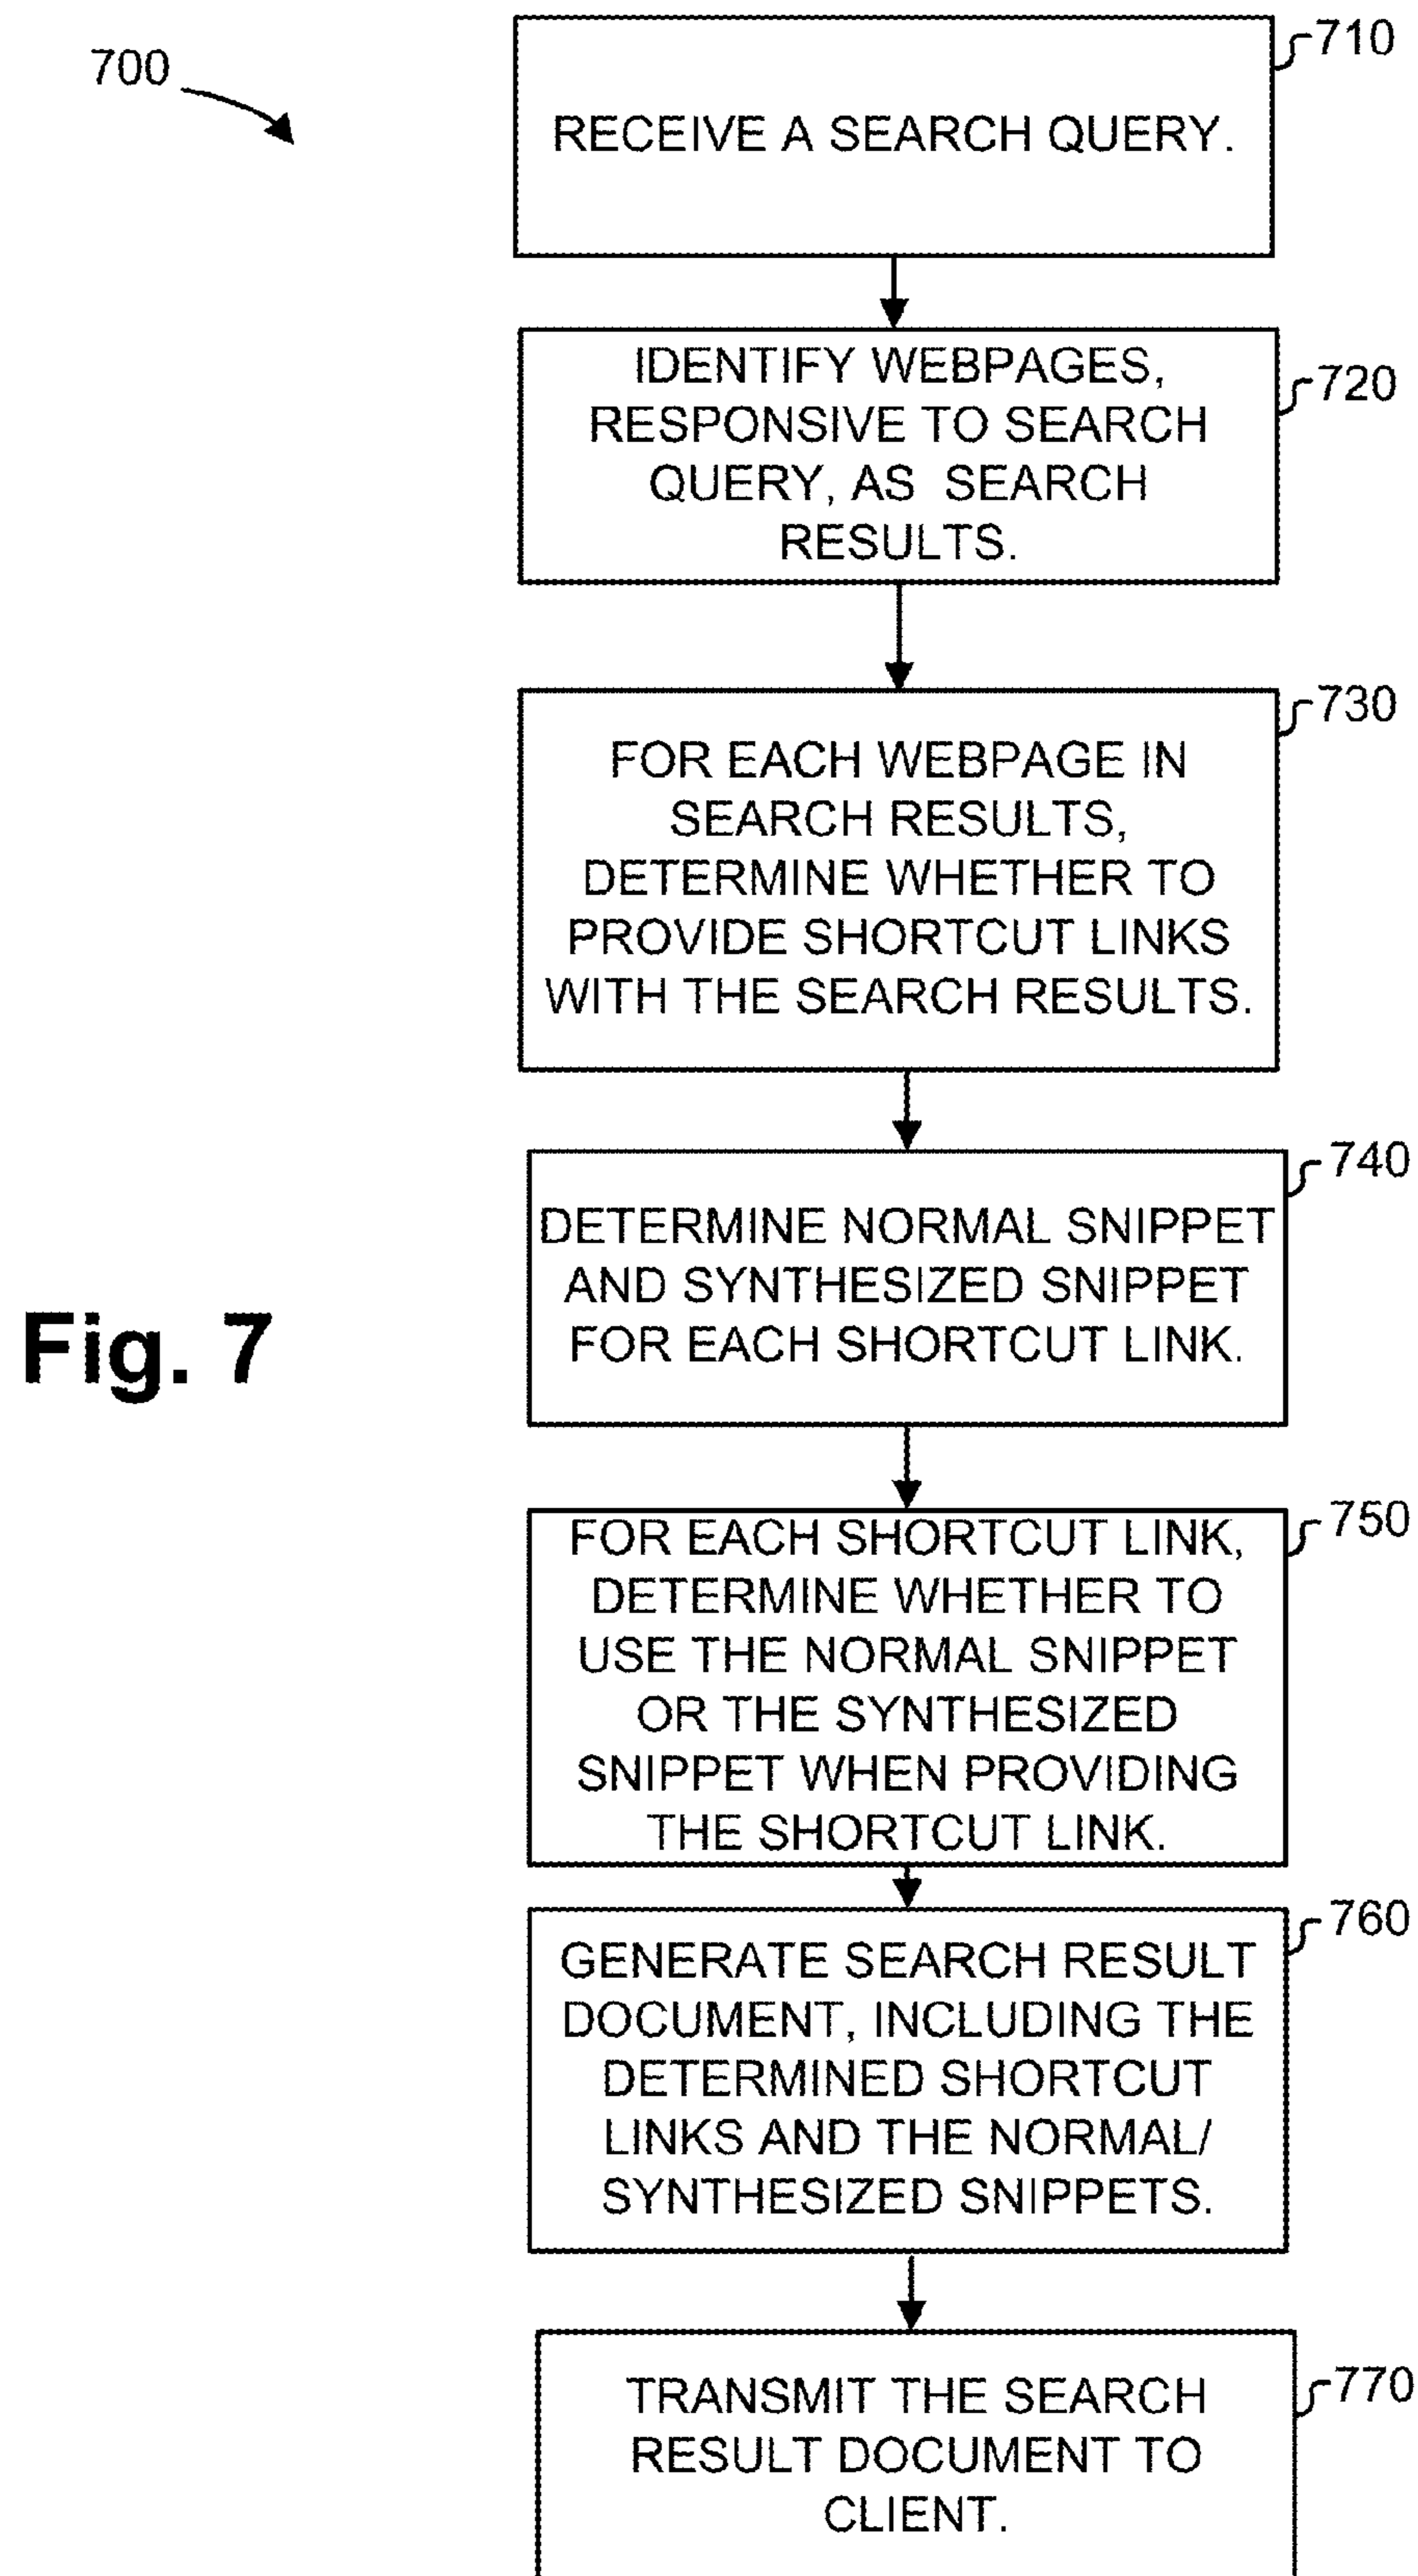 700
710
RECEIVE A SEARCH QUERY.
720
IDENTIFY WEBPAGES,
RESPONSIVE TO SEARCH
QUERY, AS SEARCH
RESULTS.
730
FOR EACH WEBPAGE IN
SEARCH RESULTS,
DETERMINE WHETHER TO
PROVIDE SHORTCUT LINKS
WITH THE SEARCH RESULTS.
740
DETERMINE NORMAL SNIPPET
AND SYNTHESIZED SNIPPET
FOR EACH SHORTCUT LINK.
Fig. 7
750
FOR EACH SHORTCUT LINK,
DETERMINE WHETHER TO
USE THE NORMAL SNIPPET
OR THE SYNTHESIZED
SNIPPET WHEN PROVIDING
THE SHORTCUT LINK.
760
GENERATE SEARCH RESULT
DOCUMENT, INCLUDING THE
DETERMINED SHORTCUT
LINKS AND THE NORMAL/
SYNTHESIZED SNIPPETS.
770
TRANSMIT THE SEARCH
RESULT DOCUMENT TO
CLIENT.